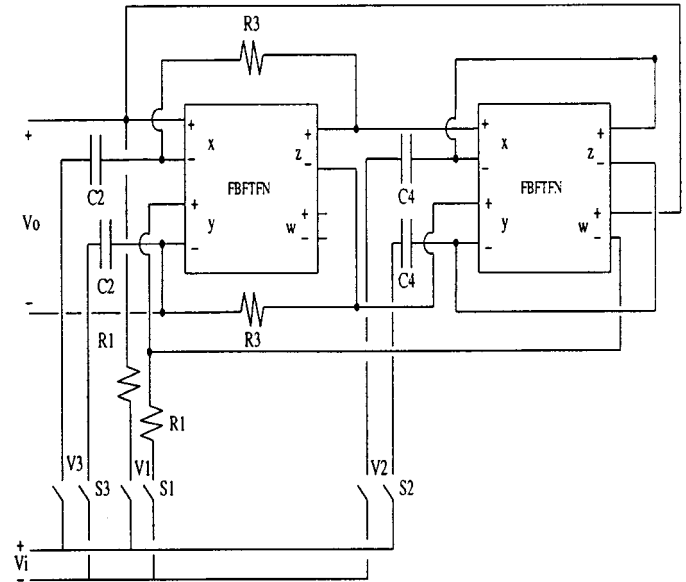 R3
+
+
x
-
C2
FBFTFN
+
z
-
+
y
-
+
w
-
Vo
-
C2
R3
R1
R1
+
x
-
C4
FBFTFN
+
z
-
+
y
-
+
w
-
C4
V3
S3
V1
S1
V2
S2
+
Vi
-